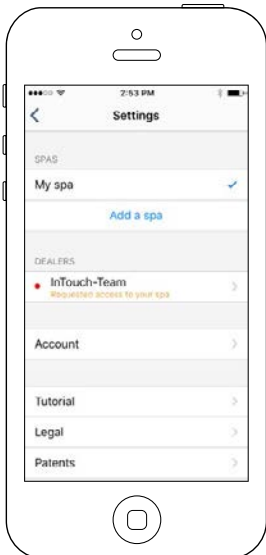 2:53 PM
Settings
SPAS
My spa
Add a spa
DEALERS
InTouch-Team
Requested access to your spa
Account
Tutorial
Legal
Patents